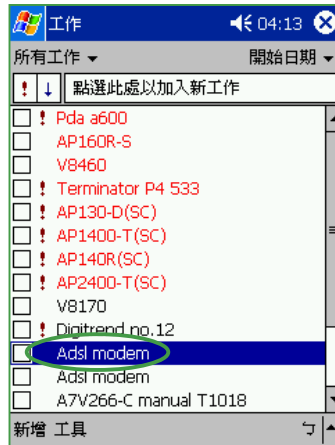 工作 04:13
所有工作 開始日期
! ↓ 點選此處以加入新工作
! Pda a600
AP160R-S
V8460
! Terminator P4 533
! AP130-D(SC)
! AP1400-T(SC)
! AP140R(SC)
! AP2400-T(SC)
V8170
! Digitrend no.12
Adsl modem
Adsl modem
A7V266-C manual T1018
新增 工具 ㄅ